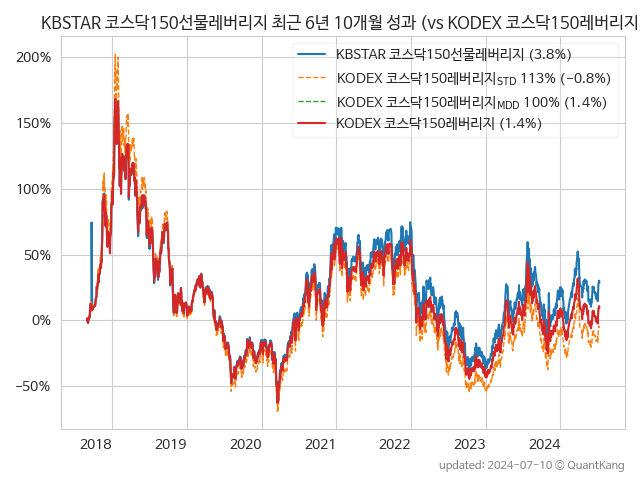 KBSTAR 코스닥150선물레버리지 최근 6년 10개월 성과 (vs KODEX 코스닥150레버리지
KBSTAR 코스닥150선물레버리지 (3.8%)
KODEX 코스닥150레버리지STD 113% (−0.8%)
KODEX 코스닥150레버리지MDD 100% (1.4%)
KODEX 코스닥150레버리지 (1.4%)
200%
150%
100%
50%
0%
−50%
2018 2019 2020 2021 2022 2023 2024
updated: 2024-07-10 © QuantKang